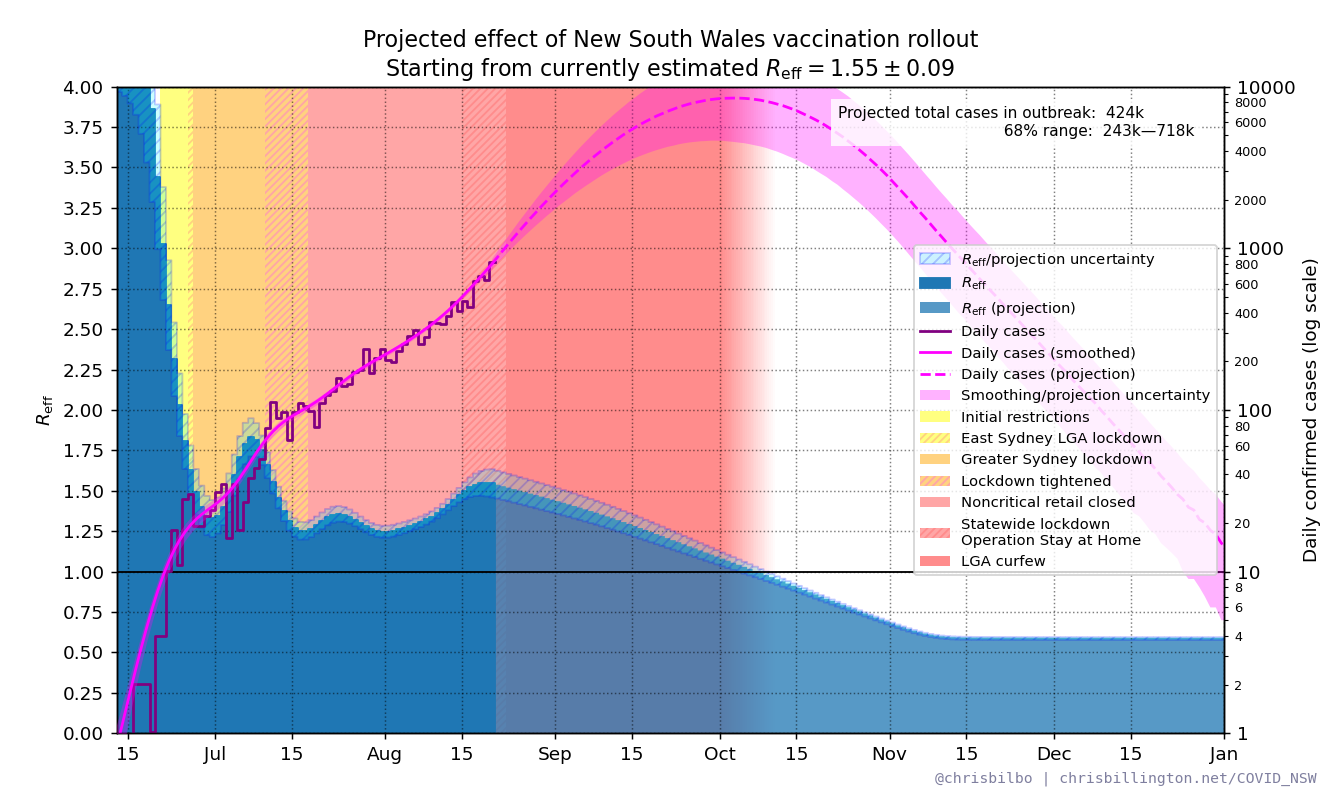 Projected effect of New South Wales vaccination rollout
Starting from currently estimated Reff = 1.55 ± 0.09
Projected total cases in outbreak: 424k
68% range: 243k—718k
Reff
4.00
3.75
3.50
3.25
3.00
2.75
2.50
2.25
2.00
1.75
1.50
1.25
1.00
0.75
0.50
0.25
0.00
Reff/projection uncertainty
Reff
Reff (projection)
Daily cases
Daily cases (smoothed)
Daily cases (projection)
Smoothing/projection uncertainty
Initial restrictions
East Sydney LGA lockdown
Greater Sydney lockdown
Lockdown tightened
Noncritical retail closed
Statewide lockdown
Operation Stay at Home
LGA curfew
10000
8000
6000
4000
2000
1000
800
600
400
200
100
80
60
40
20
10
8
6
4
2
1
Daily confirmed cases (log scale)
15 Jul 15 Aug 15 Sep 15 Oct 15 Nov 15 Dec 15 Jan
@chrisbilbo | chrisbillington.net/COVID_NSW